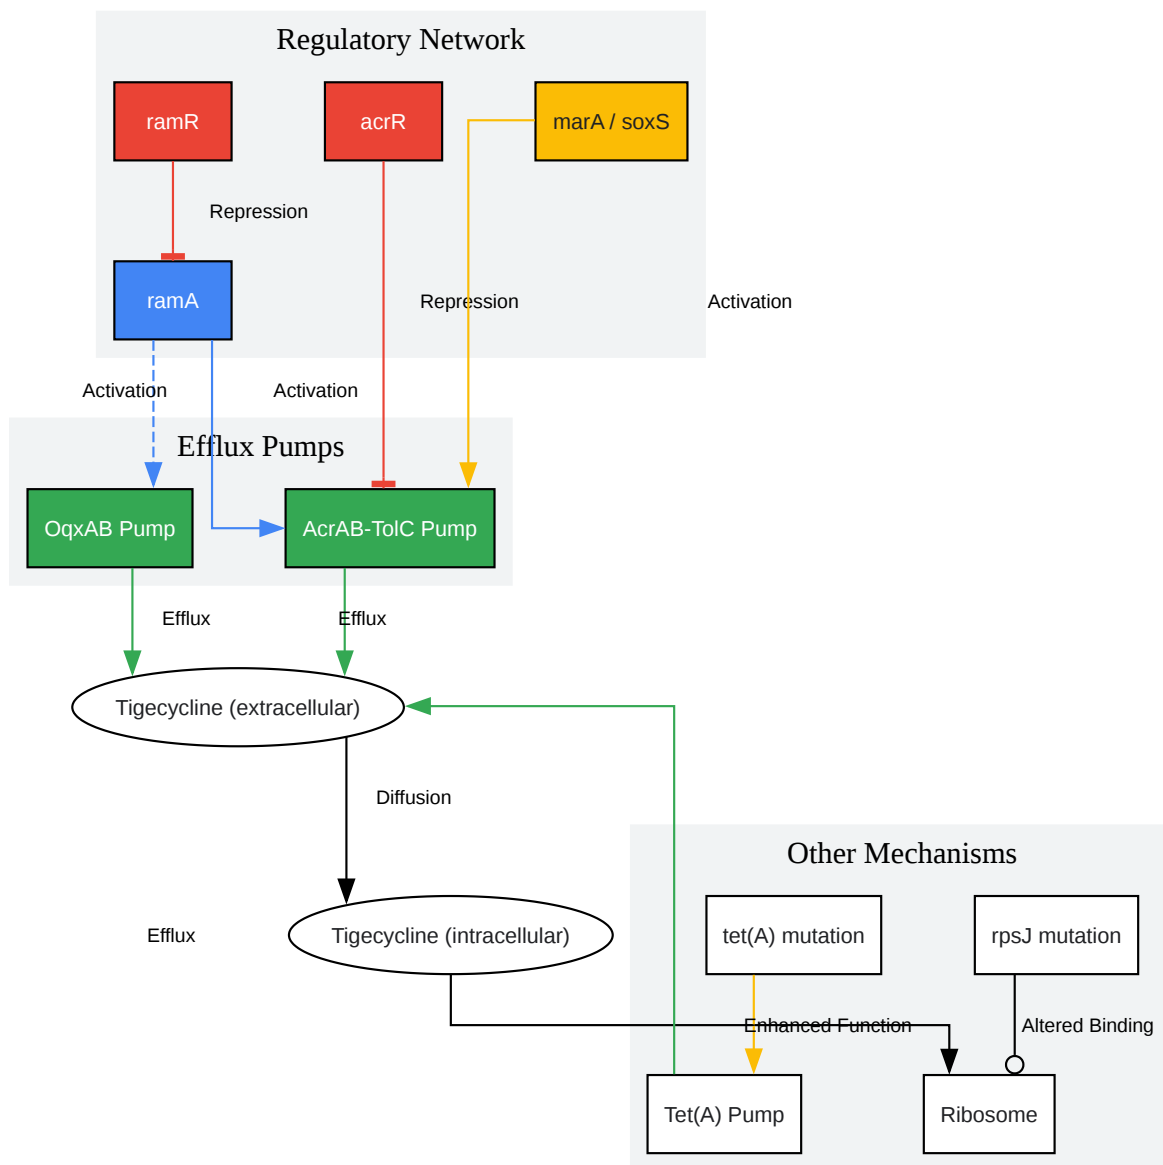 Regulatory Network
ramR
acrR
marA / soxS
Repression
ramA
Repression
Activation
Activation
Activation
Efflux Pumps
OqxAB Pump
AcrAB-TolC Pump
Efflux
Efflux
Tigecycline (extracellular)
Diffusion
Other Mechanisms
Efflux
Tigecycline (intracellular)
tet(A) mutation
rpsJ mutation
Enhanced Function
Altered Binding
Tet(A) Pump
Ribosome